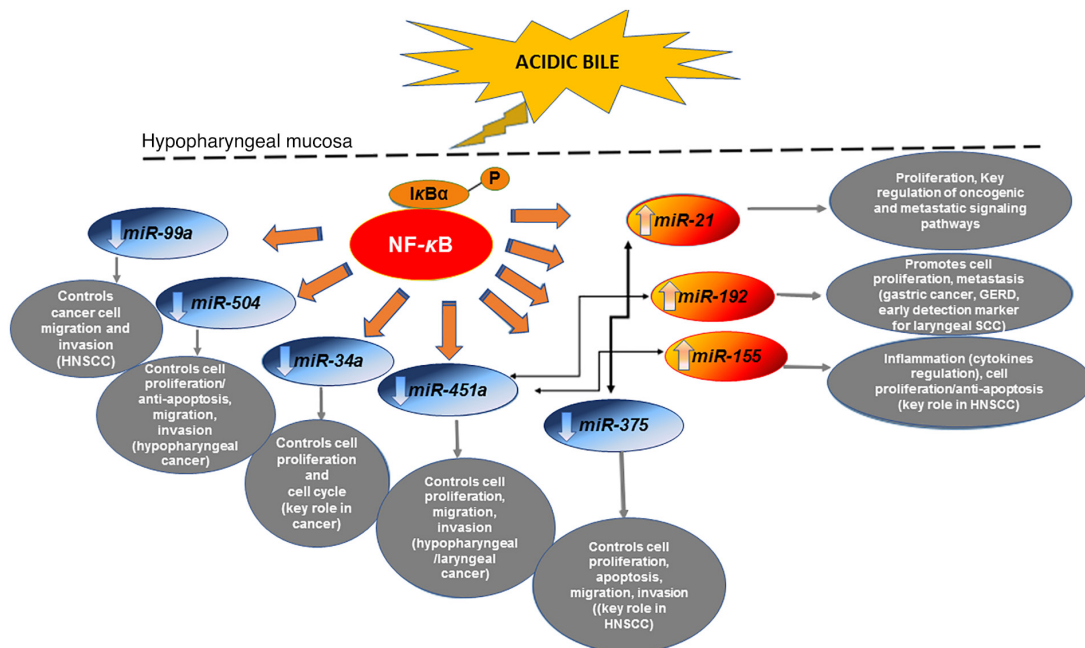 ACIDIC BILE
Hypopharyngeal mucosa
P
IκBα
NF-κB
miR-99a
miR-504
miR-34a
miR-451a
miR-375
miR-21
miR-192
miR-155
Controls
cancer cell
migration and
invasion
(HNSCC)
Controls cell
proliferation/
anti-apoptosis,
migration,
invasion
(hypopharyngeal
cancer)
Controls cell
proliferation
and
cell cycle
(key role in
cancer)
Controls cell
proliferation,
migration,
invasion
(hypopharyngeal
/laryngeal
cancer)
Controls cell
proliferation,
apoptosis,
migration, invasion
((key role in
HNSCC)
Proliferation, Key
regulation of oncogenic
and metastatic signaling
pathways
Promotes cell
proliferation, metastasis
(gastric cancer, GERD,
early detection marker
for laryngeal SCC)
Inflammation (cytokines
regulation), cell
proliferation/anti-apoptosis
(key role in HNSCC)